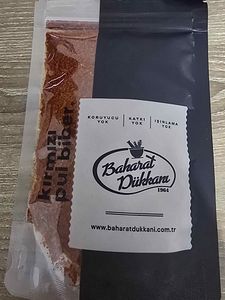 KORUYUCU YOK
KATKI YOK
IŞINLAMA YOK
Baharat
Dükkanı
1964
www.baharatdukkani.com.tr
kırmızı
pul biber